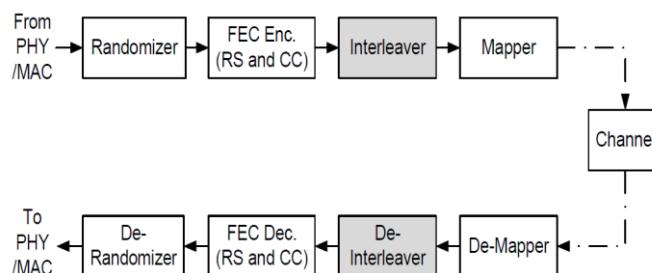 From
PHY
/MAC
Randomizer
FEC Enc.
(RS and CC)
Interleaver
Mapper
Channel
To
PHY
/MAC
De-
Randomizer
FEC Dec.
(RS and CC)
De-
Interleaver
De-Mapper